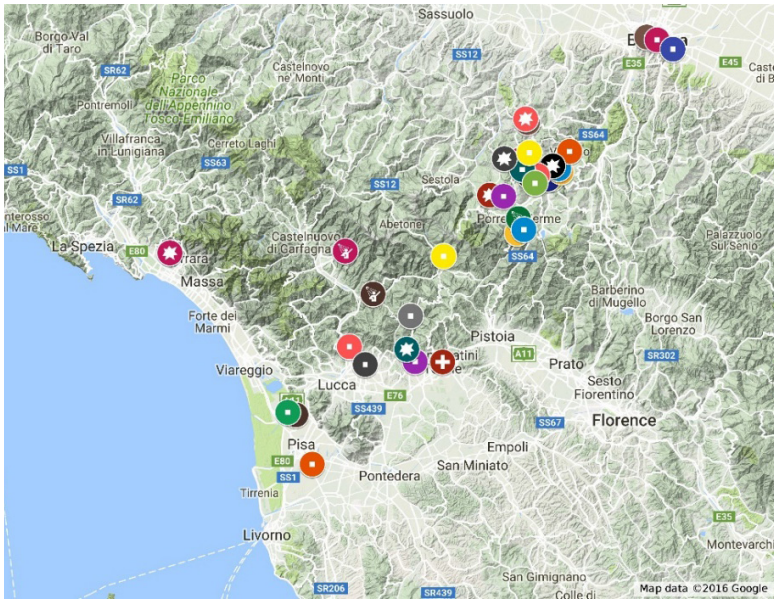 Sassuolo
Borgo Val
di Taro
SS12
E35
E45
SR62
Castelnovo
ne' Monti
Parco
Nazionale
dell'Appennino
Tosco-Emiliano
Pontremoli
SS64
Villafranca
in Lunigiana
Cerreto Laghi
SS1
SS63
Sestola
SS12
SR62
Abetone
La Spezia
E80
Castelnuovo
di Garfagna
SS64
Palazzuolo
Sul Senio
Massa
Barberino
di Mugello
Forte dei
Marmi
Borgo San
Lorenzo
Pistoia
A11
Prato
SR302
Viareggio
Lucca
E76
Sesto
Fiorentino
SS439
SS67
Florence
Pisa
Empoli
E80
San Miniato
SS1
Pontedera
Tirrenia
E35
Livorno
Montevarchi
San Gimignano
SR206
SR439
Colle di
Map data ©2016 Google